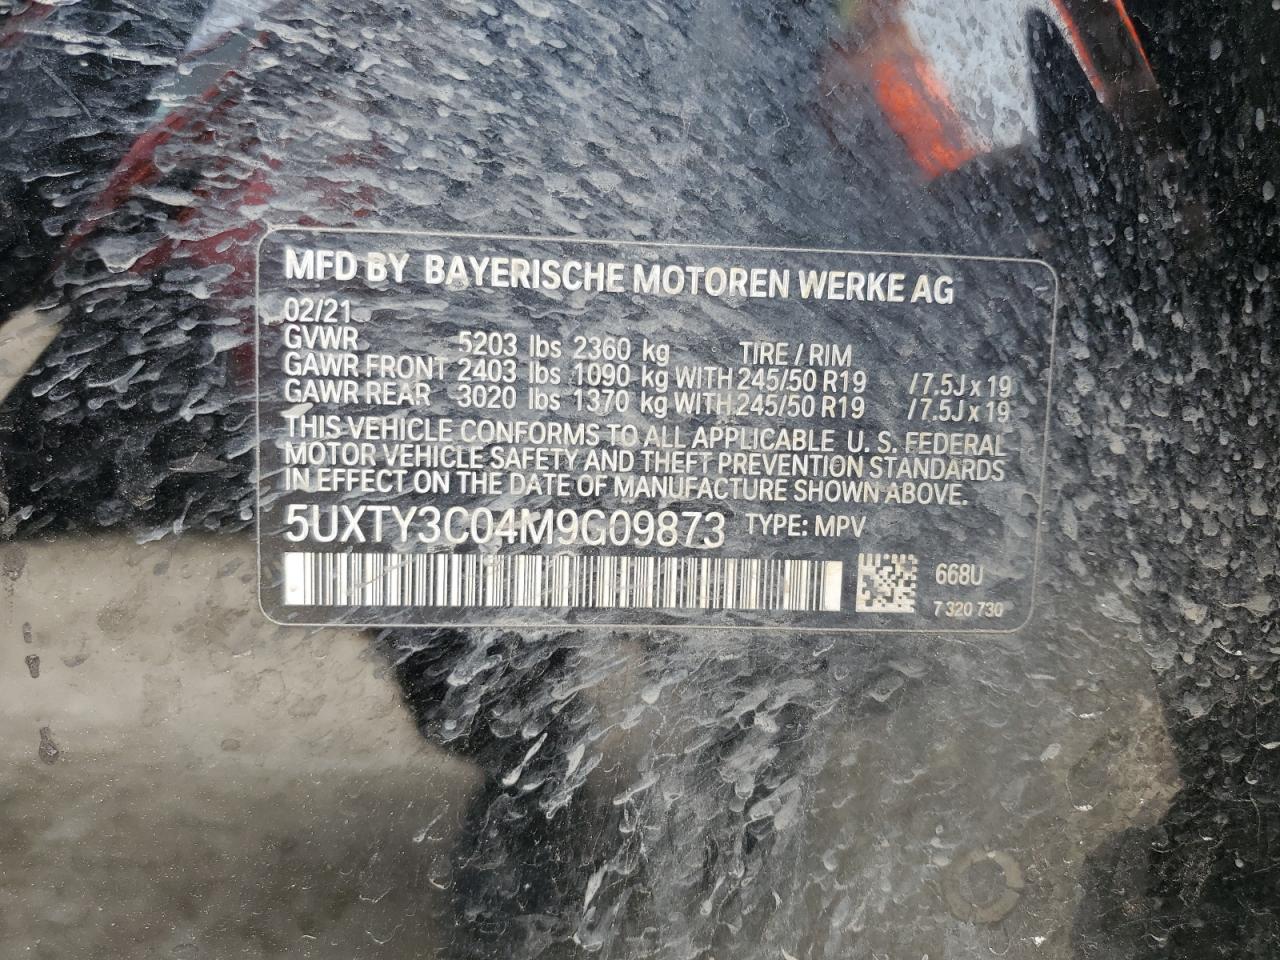 MFD BY BAYERISCHE MOTOREN WERKE AG
02/21
GVWR 5203 lbs 2360 kg TIRE / RIM
GAWR FRONT 2403 lbs 1090 kg WITH 245/50 R19 / 7.5J x 19
GAWR REAR 3020 lbs 1370 kg WITH 245/50 R19 / 7.5J x 19
THIS VEHICLE CONFORMS TO ALL APPLICABLE U. S. FEDERAL
MOTOR VEHICLE SAFETY AND THEFT PREVENTION STANDARDS
IN EFFECT ON THE DATE OF MANUFACTURE SHOWN ABOVE.
5UXTY3C04M9G09873 TYPE: MPV
668U
7 320 730